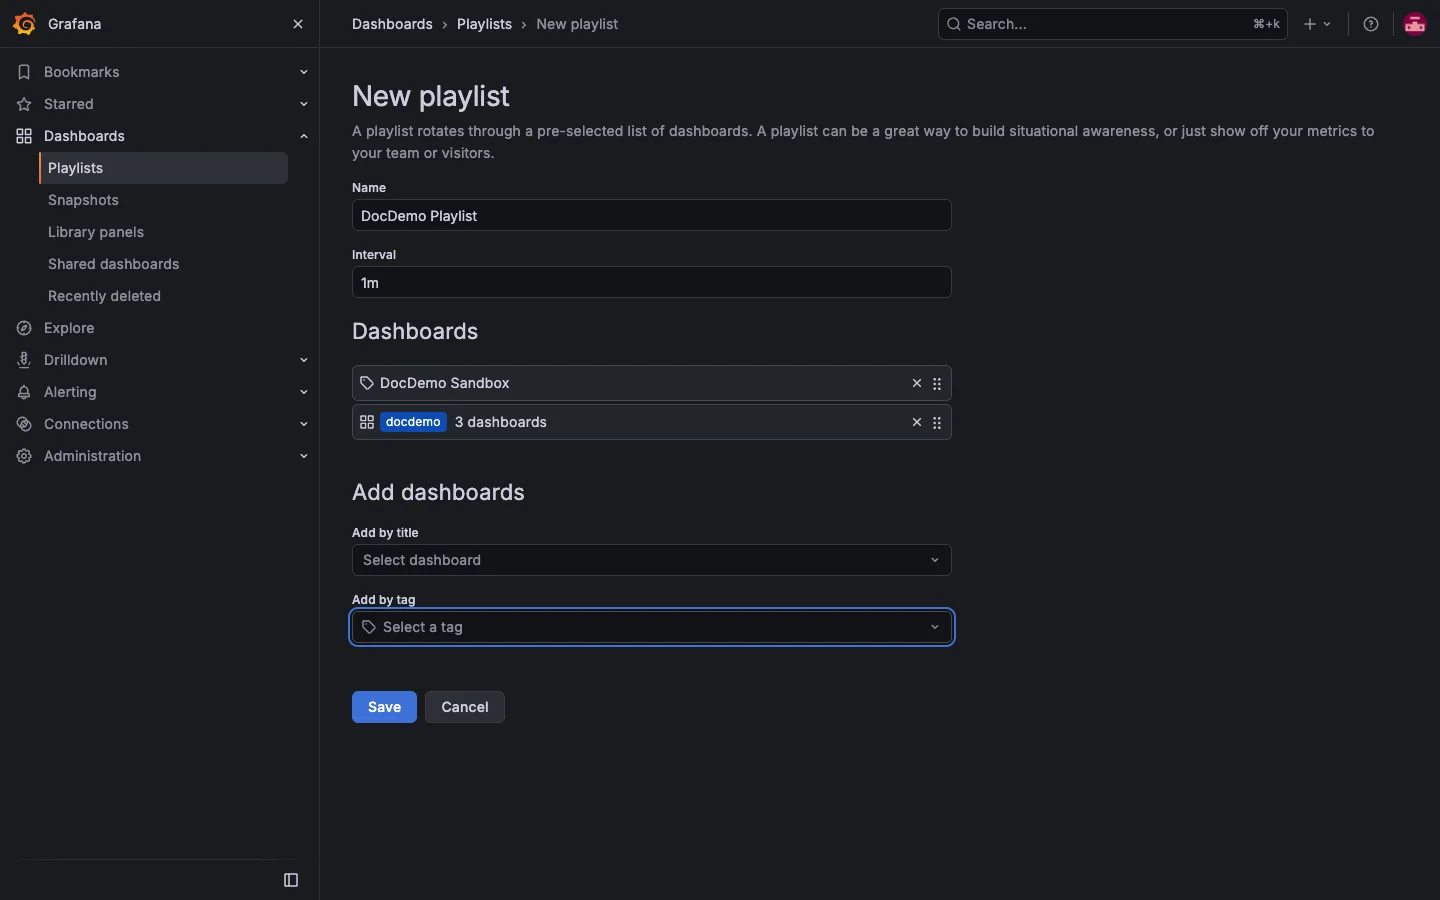 Grafana
Dashboards › Playlists › New playlist
Search... ⌘+k
Bookmarks
Starred
Dashboards
Playlists
Snapshots
Library panels
Shared dashboards
Recently deleted
Explore
Drilldown
Alerting
Connections
Administration
New playlist
A playlist rotates through a pre-selected list of dashboards. A playlist can be a great way to build situational awareness, or just show off your metrics to
your team or visitors.
Name
DocDemo Playlist
Interval
1m
Dashboards
DocDemo Sandbox
docdemo 3 dashboards
Add dashboards
Add by title
Select dashboard
Add by tag
Select a tag
Save Cancel